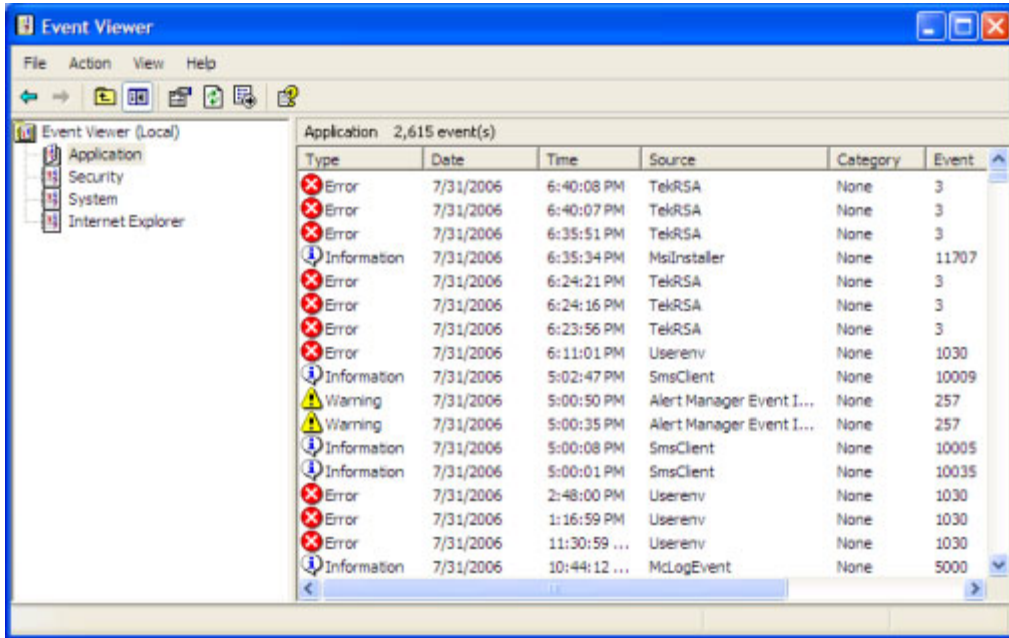 Event Viewer
File Action View Help
Event Viewer (Local)
Application
Security
System
Internet Explorer
Application 2,615 event(s)
Type Date Time Source Category Event
Error 7/31/2006 6:40:08 PM TekRSA None 3
Error 7/31/2006 6:40:07 PM TekRSA None 3
Error 7/31/2006 6:35:51 PM TekRSA None 3
Information 7/31/2006 6:35:34 PM MsiInstaller None 11707
Error 7/31/2006 6:24:21 PM TekRSA None 3
Error 7/31/2006 6:24:16 PM TekRSA None 3
Error 7/31/2006 6:23:56 PM TekRSA None 3
Error 7/31/2006 6:11:01 PM Userenv None 1030
Information 7/31/2006 5:02:47 PM SmsClient None 10009
Warning 7/31/2006 5:00:50 PM Alert Manager Event I... None 257
Warning 7/31/2006 5:00:35 PM Alert Manager Event I... None 257
Information 7/31/2006 5:00:08 PM SmsClient None 10005
Information 7/31/2006 5:00:01 PM SmsClient None 10035
Error 7/31/2006 2:48:00 PM Userenv None 1030
Error 7/31/2006 1:16:59 PM Userenv None 1030
Error 7/31/2006 11:30:59 ... Userenv None 1030
Information 7/31/2006 10:44:12 ... McLogEvent None 5000